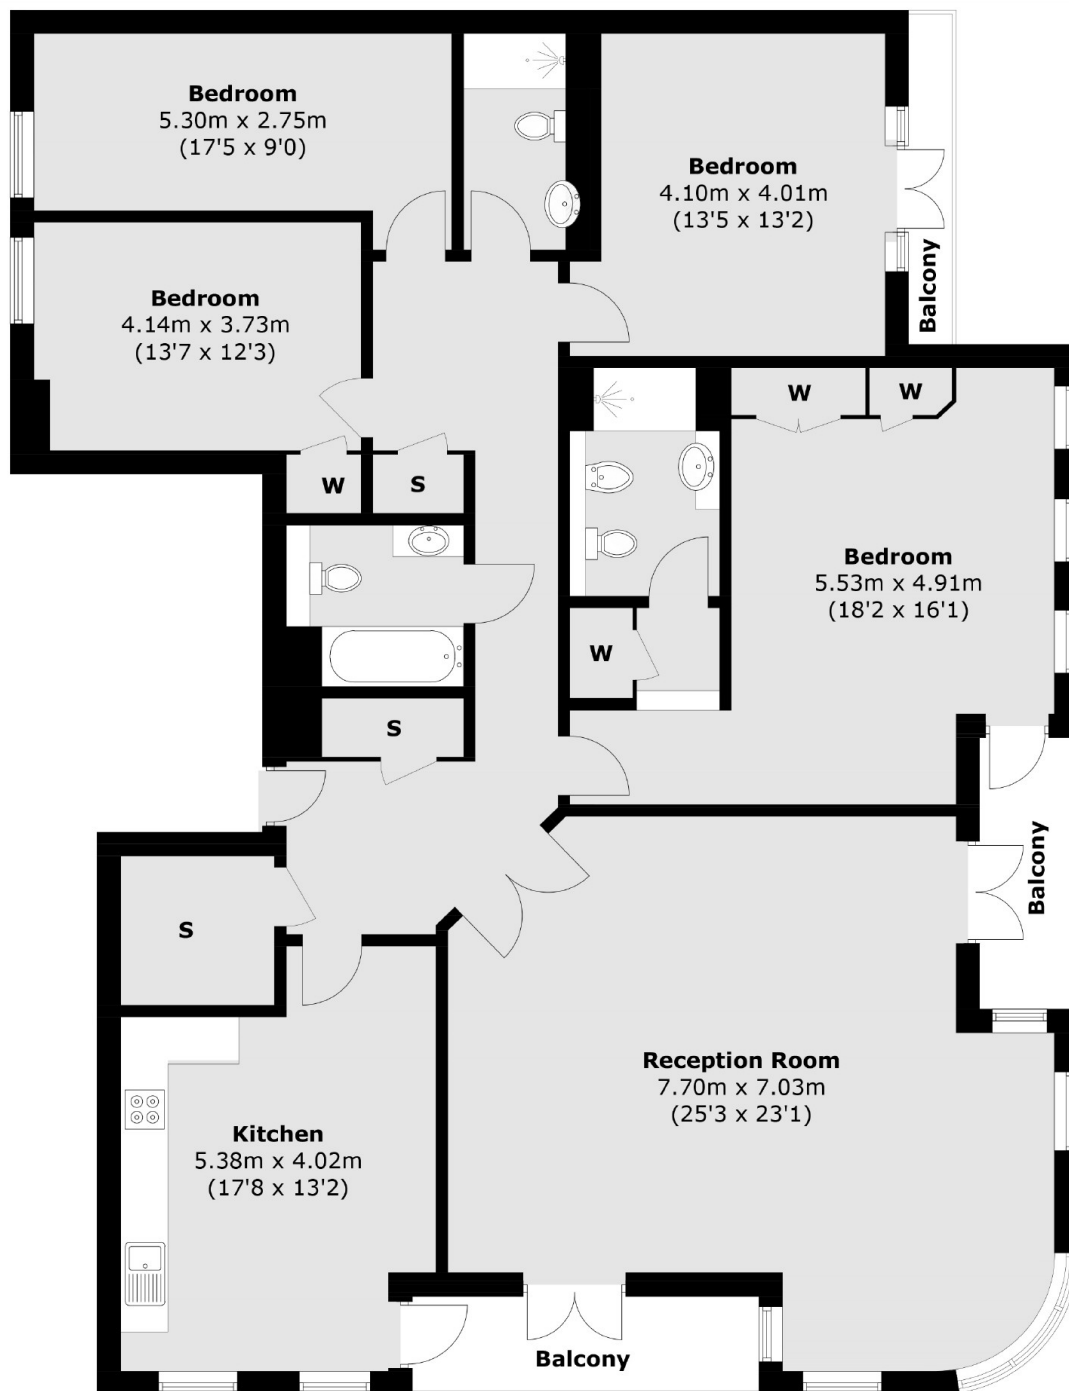 Bedroom
5.30m x 2.75m
(17'5 x 9'0)
Bedroom
4.10m x 4.01m
(13'5 x 13'2)
Balcony
Bedroom
4.14m x 3.73m
(13'7 x 12'3)
W
W
W
S
Bedroom
5.53m x 4.91m
(18'2 x 16'1)
W
S
Balcony
S
Reception Room
7.70m x 7.03m
(25'3 x 23'1)
Kitchen
5.38m x 4.02m
(17'8 x 13'2)
Balcony